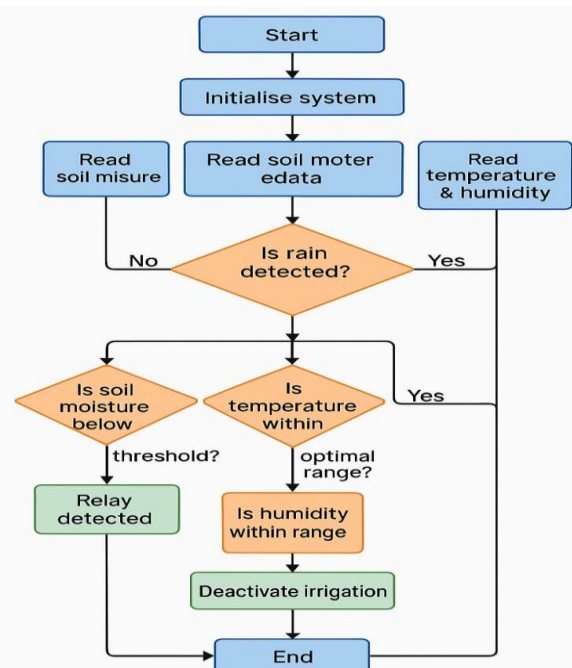 Start
Initialise system
Read
soil misure
Read soil moter
edata
Read
temperature
& humidity
Is rain
detected?
No
Yes
Is soil
moisture
below
Is
temperature
within
Yes
threshold?
optimal
range?
Relay
detected
Is humidity
within range
Deactivate irrigation
End